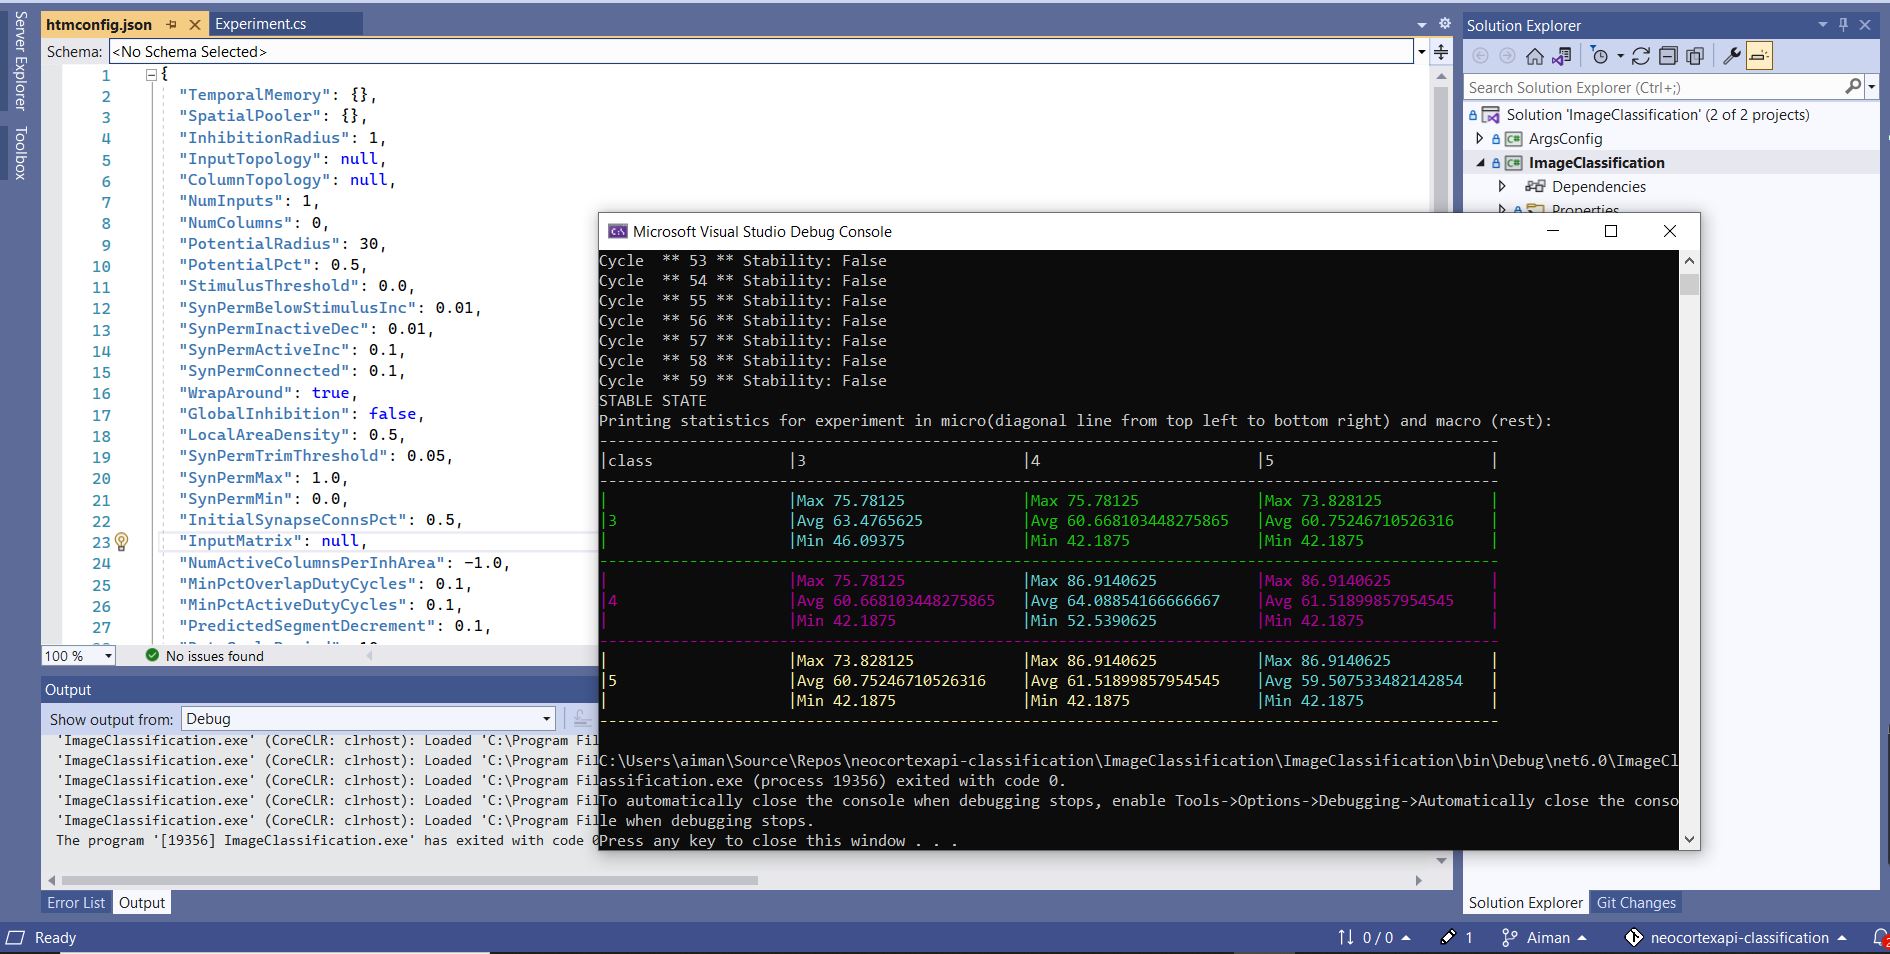 Server Explorer
Toolbox
htmconfig.json
Experiment.cs
Schema: <No Schema Selected>
1 {
2 "TemporalMemory": {},
3 "SpatialPooler": {},
4 "InhibitionRadius": 1,
5 "InputTopology": null,
6 "ColumnTopology": null,
7 "NumInputs": 1,
8 "NumColumns": 0,
9 "PotentialRadius": 30,
10 "PotentialPct": 0.5,
11 "StimulusThreshold": 0.0,
12 "SynPermBelowStimulusInc": 0.01,
13 "SynPermInactiveDec": 0.01,
14 "SynPermActiveInc": 0.1,
15 "SynPermConnected": 0.1,
16 "WrapAround": true,
17 "GlobalInhibition": false,
18 "LocalAreaDensity": 0.5,
19 "SynPermTrimThreshold": 0.05,
20 "SynPermMax": 1.0,
21 "SynPermMin": 0.0,
22 "InitialSynapseConnsPct": 0.5,
23 "InputMatrix": null,
24 "NumActiveColumnsPerInhArea": -1.0,
25 "MinPctOverlapDutyCycles": 0.1,
26 "MinPctActiveDutyCycles": 0.1,
27 "PredictedSegmentDecrement": 0.1,
100 % No issues found
Output
Show output from: Debug
'ImageClassification.exe' (CoreCLR: clrhost): Loaded 'C:\Program Fil
'ImageClassification.exe' (CoreCLR: clrhost): Loaded 'C:\Program Fil
'ImageClassification.exe' (CoreCLR: clrhost): Loaded 'C:\Program Fil
'ImageClassification.exe' (CoreCLR: clrhost): Loaded 'C:\Program Fil
'ImageClassification.exe' (CoreCLR: clrhost): Loaded 'C:\Program Fil
The program '[19356] ImageClassification.exe' has exited with code 0
Error List Output
Microsoft Visual Studio Debug Console
Cycle ** 53 ** Stability: False
Cycle ** 54 ** Stability: False
Cycle ** 55 ** Stability: False
Cycle ** 56 ** Stability: False
Cycle ** 57 ** Stability: False
Cycle ** 58 ** Stability: False
Cycle ** 59 ** Stability: False
STABLE STATE
Printing statistics for experiment in micro(diagonal line from top left to bottom right) and macro (rest):
|class |3 |4 |5 |
| |Max 75.78125 |Max 75.78125 |Max 73.828125 |
|3 |Avg 63.4765625 |Avg 60.668103448275865 |Avg 60.75246710526316 |
| |Min 46.09375 |Min 42.1875 |Min 42.1875 |
| |Max 75.78125 |Max 86.9140625 |Max 86.9140625 |
|4 |Avg 60.668103448275865 |Avg 64.08854166666667 |Avg 61.51899857954545 |
| |Min 42.1875 |Min 52.5390625 |Min 42.1875 |
| |Max 73.828125 |Max 86.9140625 |Max 86.9140625 |
|5 |Avg 60.75246710526316 |Avg 61.51899857954545 |Avg 59.507533482142854 |
| |Min 42.1875 |Min 42.1875 |Min 42.1875 |
C:\Users\aiman\Source\Repos\neocortexapi-classification\ImageClassification\ImageClassification\bin\Debug\net6.0\ImageCl
assification.exe (process 19356) exited with code 0.
To automatically close the console when debugging stops, enable Tools->Options->Debugging->Automatically close the conso
le when debugging stops.
Press any key to close this window . . .
Solution Explorer
Search Solution Explorer (Ctrl+;)
Solution 'ImageClassification' (2 of 2 projects)
ArgsConfig
ImageClassification
Dependencies
Properties
Solution Explorer Git Changes
Ready
0 / 0
1
Aiman
neocortexapi-classification